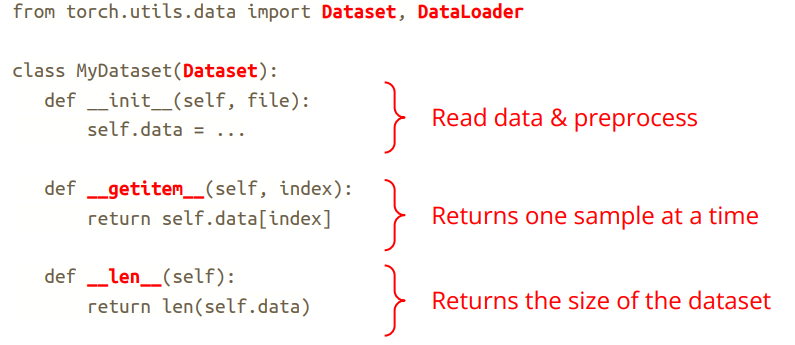 from torch.utils.data import Dataset, DataLoader
class MyDataset(Dataset):
def __init__(self, file):
self.data = ...
Read data & preprocess
def __getitem__(self, index):
return self.data[index]
Returns one sample at a time
def __len__(self):
return len(self.data)
Returns the size of the dataset